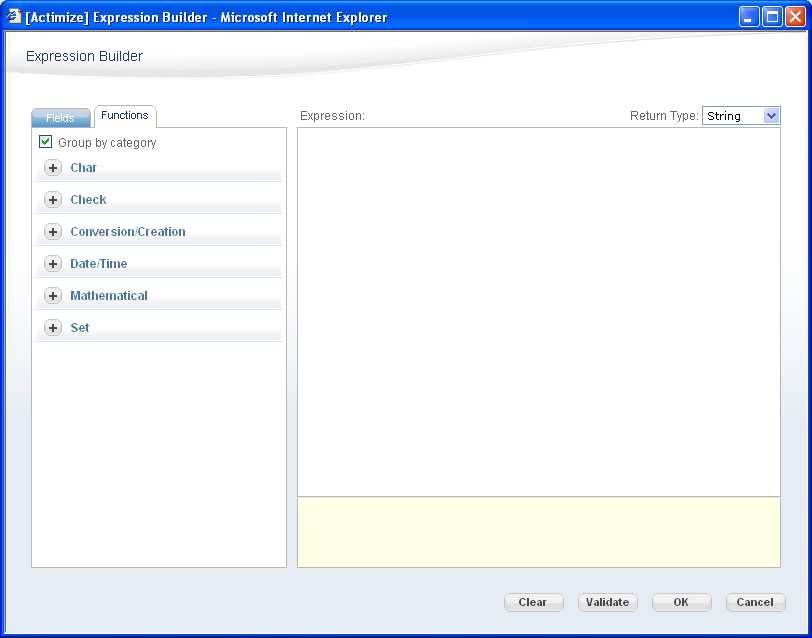 [Actimize] Expression Builder - Microsoft Internet Explorer
Expression Builder
Fields
Functions
Expression:
Return Type:
String
Group by category
Char
Check
Conversion/Creation
Date/Time
Mathematical
Set
Clear
Validate
OK
Cancel